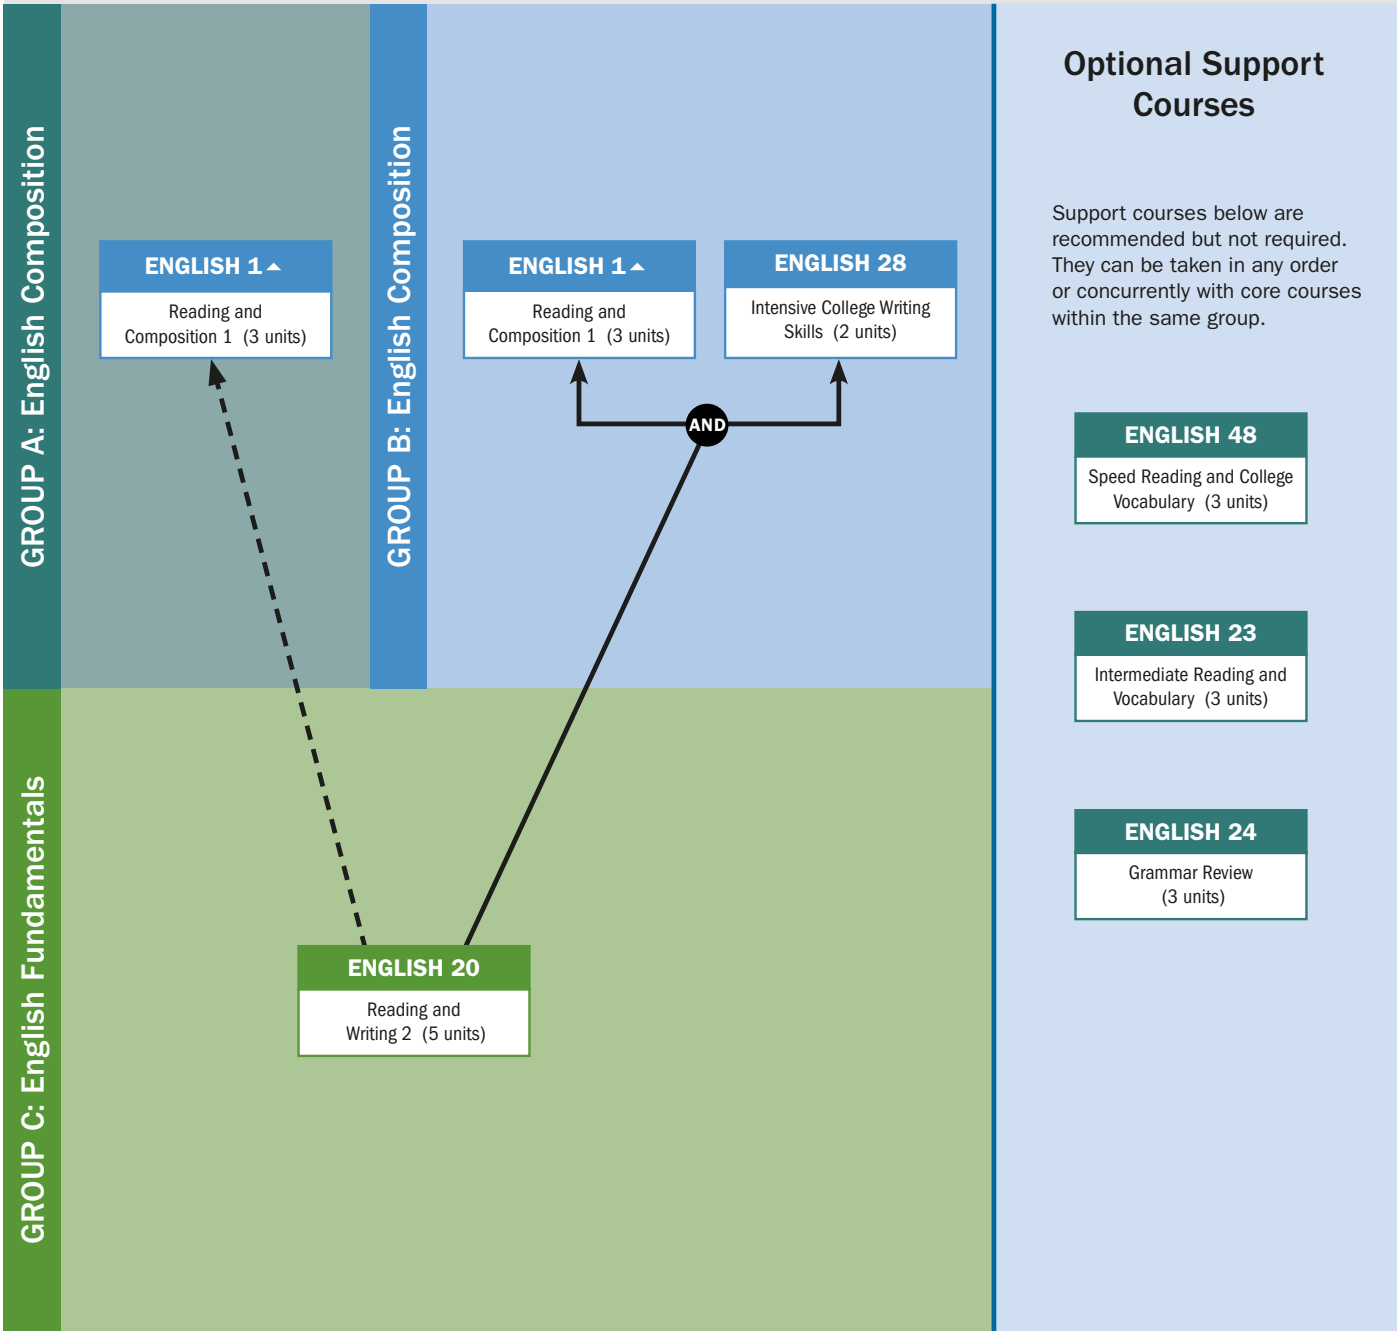 GROUP A: English Composition
ENGLISH 1▲
Reading and
Composition 1 (3 units)
GROUP B: English Composition
ENGLISH 1▲
Reading and
Composition 1 (3 units)
ENGLISH 28
Intensive College Writing
Skills (2 units)
AND
GROUP C: English Fundamentals
ENGLISH 20
Reading and
Writing 2 (5 units)
Optional Support
Courses
Support courses below are
recommended but not required.
They can be taken in any order
or concurrently with core courses
within the same group.
ENGLISH 48
Speed Reading and College
Vocabulary (3 units)
ENGLISH 23
Intermediate Reading and
Vocabulary (3 units)
ENGLISH 24
Grammar Review
(3 units)